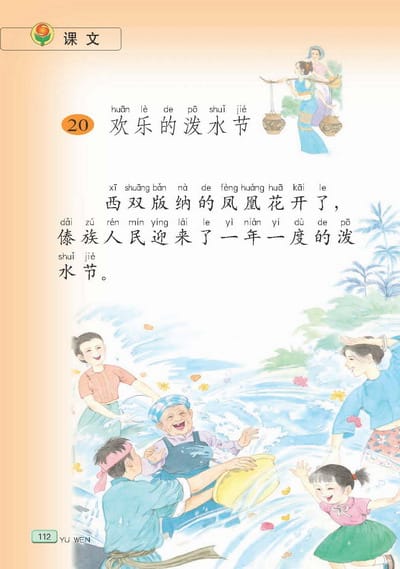 课文
huān lè de pō shuǐ jié
20 欢乐的泼水节
xī shuāng bǎn nà de fèng huáng huā kāi le
西双版纳的凤凰花开了，
dǎi zú rén mín yíng lái le yì nián yí dù de pō
傣族人民迎来了一年一度的泼
shuǐ jié
水节。
112 YU WEN